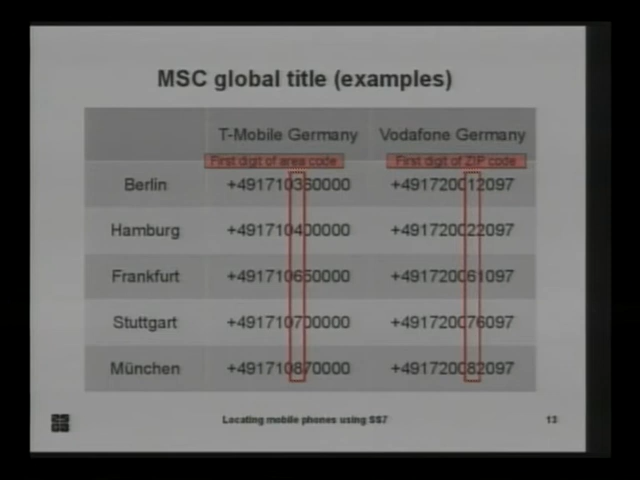 MSC global title (examples)
T-Mobile Germany Vodafone Germany
First digit of area code First digit of ZIP code
Berlin +491710360000 +491720012097
Hamburg +491710400000 +491720022097
Frankfurt +491710650000 +491720061097
Stuttgart +491710700000 +491720076097
München +491710870000 +491720082097
Locating mobile phones using SS7 13